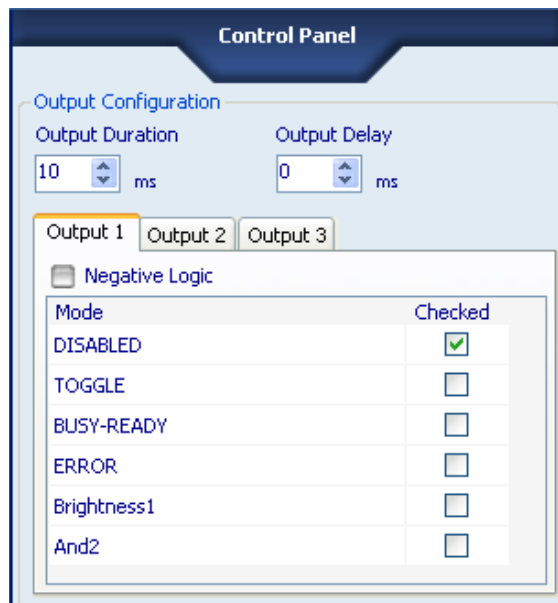 Control Panel
Output Configuration
Output Duration Output Delay
10 ms 0 ms
Output 1 Output 2 Output 3
Negative Logic
Mode Checked
DISABLED
TOGGLE
BUSY-READY
ERROR
Brightness1
And2